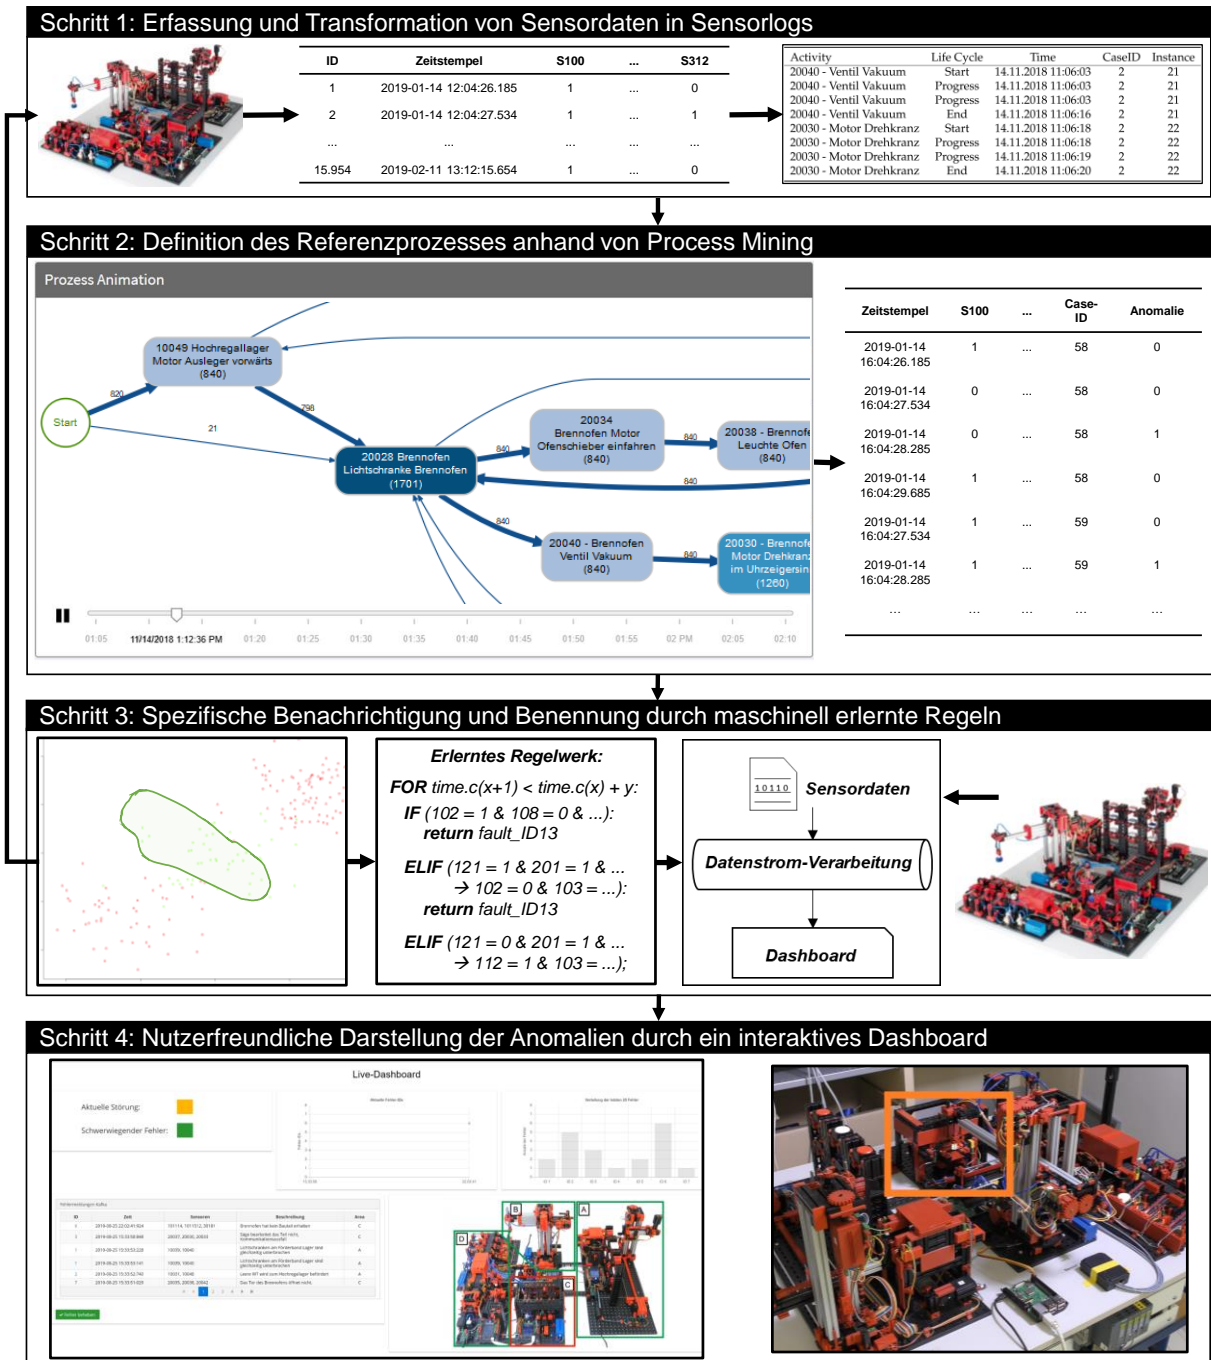 Schritt 1: Erfassung und Transformation von Sensordaten in Sensorlogs
ID Zeitstempel S100 ... S312
1 2019-01-14 12:04:26.185 1 ... 0
2 2019-01-14 12:04:27.534 1 ... 1
... ... ... ... ...
15.954 2019-02-11 13:12:15.654 1 ... 0
Activity Life Cycle Time CaseID Instance
20040 - Ventil Vakuum Start 14.11.2018 11:06:03 2 21
20040 - Ventil Vakuum Progress 14.11.2018 11:06:03 2 21
20040 - Ventil Vakuum Progress 14.11.2018 11:06:03 2 21
20040 - Ventil Vakuum End 14.11.2018 11:06:16 2 21
20030 - Motor Drehkranz Start 14.11.2018 11:06:18 2 22
20030 - Motor Drehkranz Progress 14.11.2018 11:06:18 2 22
20030 - Motor Drehkranz Progress 14.11.2018 11:06:19 2 22
20030 - Motor Drehkranz End 14.11.2018 11:06:20 2 22
Schritt 2: Definition des Referenzprozesses anhand von Process Mining
Prozess Animation
10049 Hochregallager
Motor Ausleger vorwärts
(840)
820
798
Start
21
20028 Brennofen
Lichtschranke Brennofen
(1701)
840
20034
Brennofen Motor
Ofenschieber einfahren
(840)
840
20038 - Brennofe
Leuchte Ofen
(840)
840
840
20040 - Brennofen
Ventil Vakuum
(840)
840
20030 - Brennofe
Motor Drehkranz
im Uhrzeigersin
(1260)
01:05 11/14/2018 1:12:36 PM 01:20 01:25 01:30 01:35 01:40 01:45 01:50 01:55 02 PM 02:05 02:10
Zeitstempel S100 ... Case-
ID Anomalie
2019-01-14
16:04:26.185 1 ... 58 0
2019-01-14
16:04:27.534 0 ... 58 0
2019-01-14
16:04:28.285 0 ... 58 1
2019-01-14
16:04:29.685 1 ... 58 0
2019-01-14
16:04:27.534 1 ... 59 0
2019-01-14
16:04:28.285 1 ... 59 1
... ... ... ... ...
Schritt 3: Spezifische Benachrichtigung und Benennung durch maschinell erlernte Regeln
Erlerntes Regelwerk:
FOR time.c(x+1) < time.c(x) + y:
IF (102 = 1 & 108 = 0 & ...):
return fault_ID13
ELIF (121 = 1 & 201 = 1 & ...
→ 102 = 0 & 103 = ...):
return fault_ID13
ELIF (121 = 0 & 201 = 1 & ...
→ 112 = 1 & 103 = ...);
10110
Sensordaten
Datenstrom-Verarbeitung
Dashboard
Schritt 4: Nutzerfreundliche Darstellung der Anomalien durch ein interaktives Dashboard
Live-Dashboard
Aktuelle Störung:
Schwerwiegender Fehler:
Aktuelle Fehler-IDs
ID Zeit Sensoren Beschreibung Area
Brennofen hat kein Bauteil erhalten C
A
B
C
D